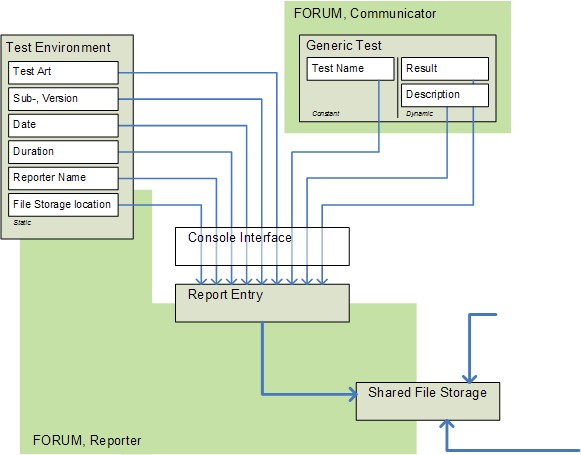 FORUM, Communicator
Test Environment
Test Art
Sub-, Version
Date
Duration
Reporter Name
File Storage location
Static
Generic Test
Test Name
Result
Description
Constant
Dynamic
Console Interface
Report Entry
Shared File Storage
FORUM, Reporter